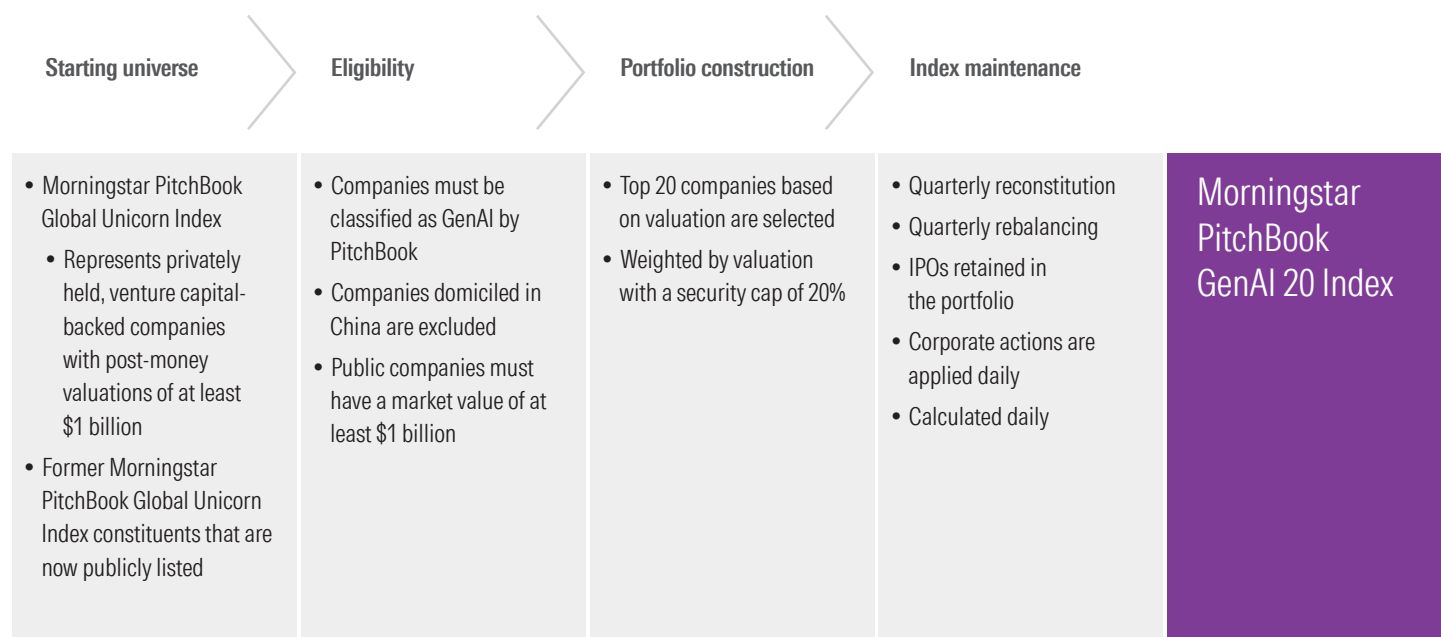 Starting universe
Eligibility
Portfolio construction
Index maintenance
• Morningstar PitchBook
Global Unicorn Index
• Represents privately
held, venture capital-
backed companies
with post-money
valuations of at least
$1 billion
• Former Morningstar
PitchBook Global Unicorn
Index constituents that are
now publicly listed
• Companies must be
classified as GenAI by
PitchBook
• Companies domiciled in
China are excluded
• Public companies must
have a market value of at
least $1 billion
• Top 20 companies based
on valuation are selected
• Weighted by valuation
with a security cap of 20%
• Quarterly reconstitution
• Quarterly rebalancing
• IPOs retained in
the portfolio
• Corporate actions are
applied daily
• Calculated daily
Morningstar
PitchBook
GenAI 20 Index